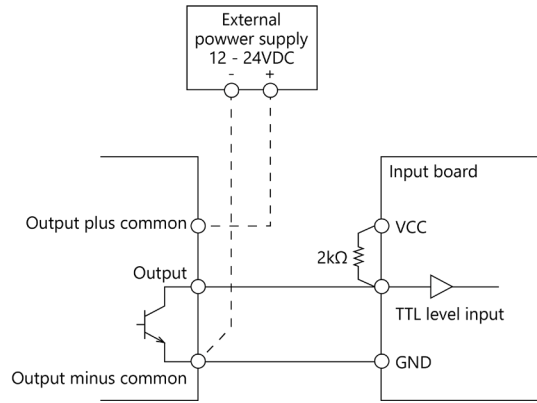 External
powwer supply
12 - 24VDC
- +
Input board
Output plus common
VCC
2kΩ
Output
TTL level input
GND
Output minus common